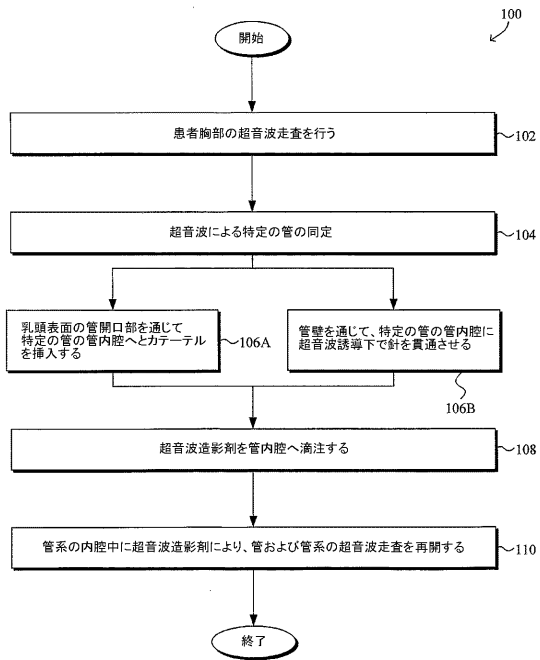 開始
100
患者胸部の超音波走査を行う
102
超音波による特定の管の同定
104
乳頭表面の管開口部を通じて
特定の管の管内腔へとカテーテル
を挿入する
106A
管壁を通じて、特定の管の管内腔に
超音波誘導下で針を貫通させる
106B
超音波造影剤を管内腔へ滴注する
108
管系の内腔中に超音波造影剤により、管および管系の超音波走査を再開する
110
終了